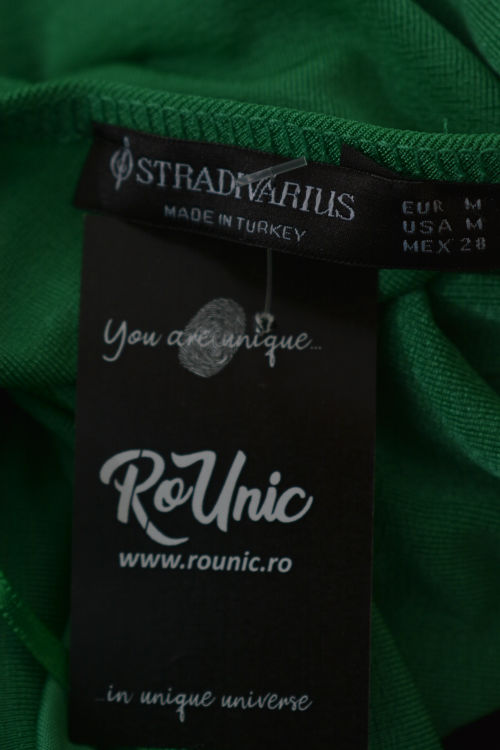 STRADIVARIUS
MADE IN TURKEY
EUR M
USA M
MEX 28
You are unique...
RoUnic
www.rounic.ro
...in unique universe